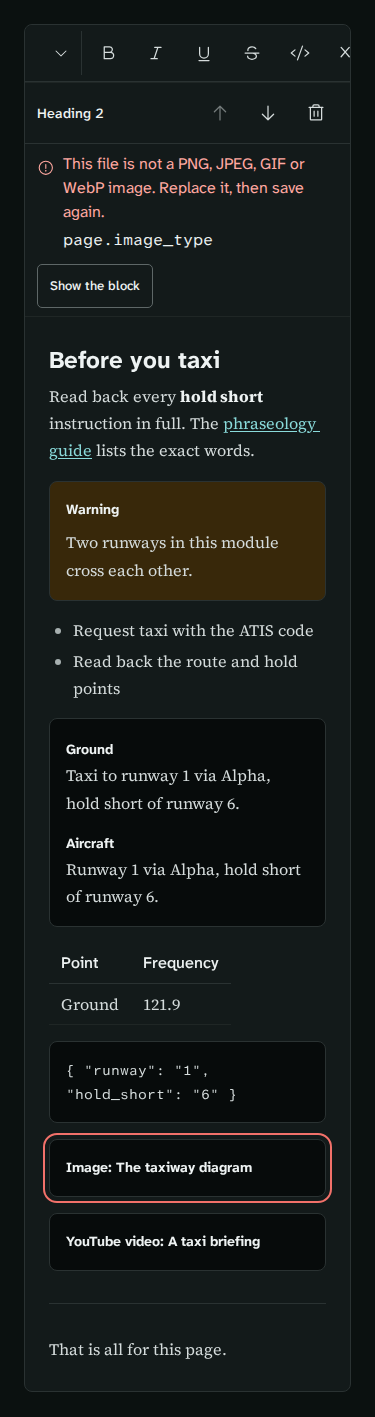 B I U S </> X
Heading 2
This file is not a PNG, JPEG, GIF or
WebP image. Replace it, then save
again.
page.image_type
Show the block
Before you taxi
Read back every hold short
instruction in full. The phraseology
guide lists the exact words.
Warning
Two runways in this module
cross each other.
Request taxi with the ATIS code
Read back the route and hold
points
Ground
Taxi to runway 1 via Alpha,
hold short of runway 6.
Aircraft
Runway 1 via Alpha, hold short
of runway 6.
Point Frequency
Ground 121.9
{ "runway": "1",
"hold_short": "6" }
Image: The taxiway diagram
YouTube video: A taxi briefing
That is all for this page.